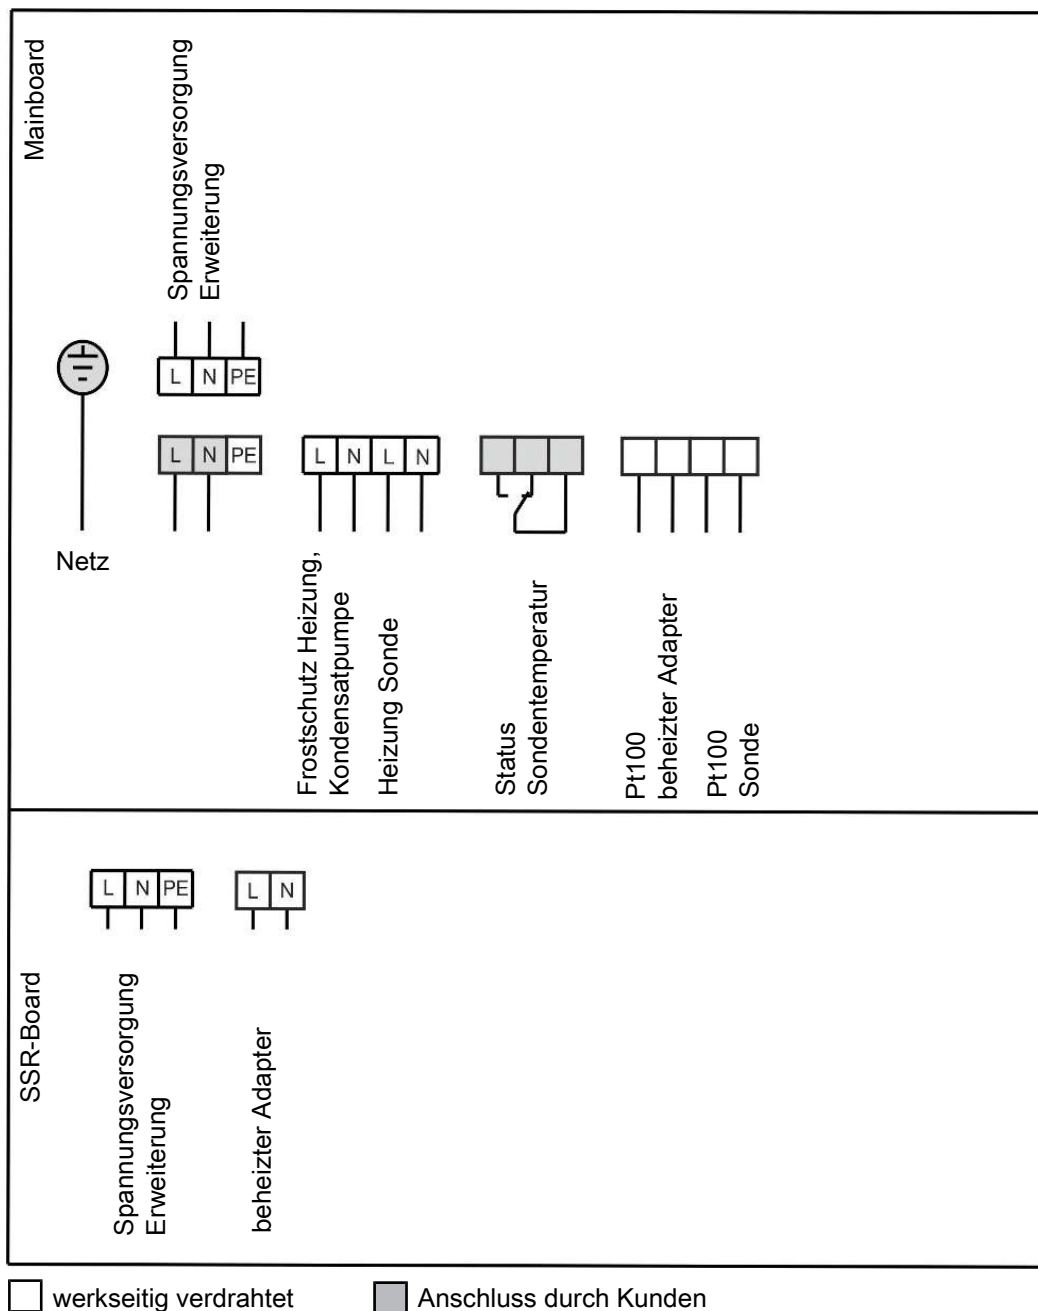 Mainboard
Spannungsversorgung
Erweiterung
L N PE
L N PE
L N L N
Netz
Frostschutz Heizung,
Kondensatpumpe
Heizung Sonde
Status
Sondentemperatur
Pt100
beheizter Adapter
Pt100
Sonde
SSR-Board
L N PE
L N
Spannungsversorgung
Erweiterung
beheizter Adapter
werkseitig verdrahtet
Anschluss durch Kunden